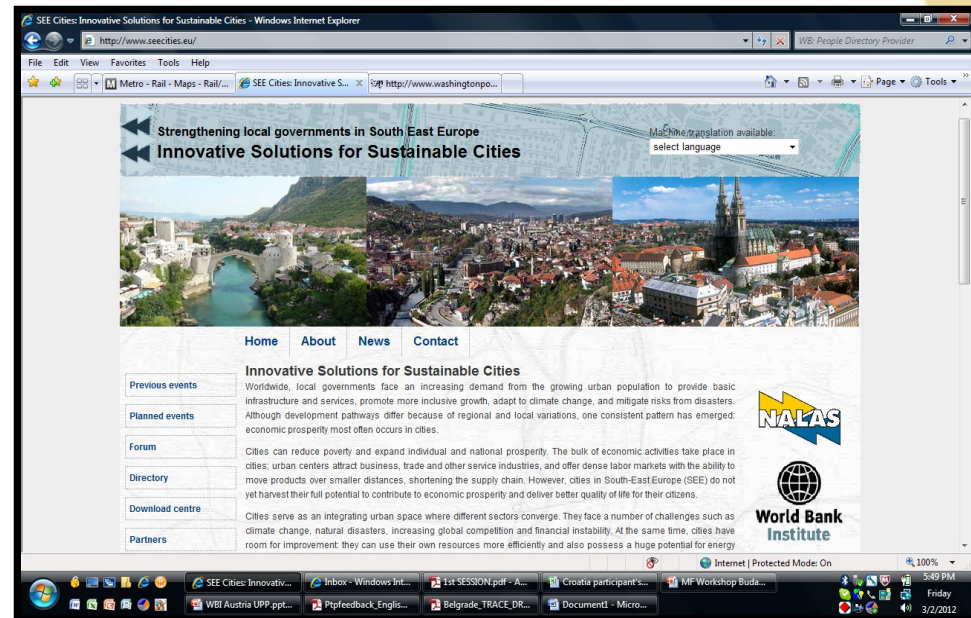 SEE Cities: Innovative Solutions for Sustainable Cities - Windows Internet Explorer
http://www.seecities.eu/
WB: People Directory Provider
File Edit View Favorites Tools Help
Metro - Rail - Maps - Rail/...
SEE Cities: Innovative S...
http://www.washingtonpo...
Page
Tools
Strengthening local governments in South East Europe
Innovative Solutions for Sustainable Cities
Machine translation available:
select language
Home About News Contact
Previous events
Planned events
Forum
Directory
Download centre
Partners
Innovative Solutions for Sustainable Cities
Worldwide, local governments face an increasing demand from the growing urban population to provide basic
infrastructure and services, promote more inclusive growth, adapt to climate change, and mitigate risks from disasters.
Although development pathways differ because of regional and local variations, one consistent pattern has emerged:
economic prosperity most often occurs in cities.
Cities can reduce poverty and expand individual and national prosperity. The bulk of economic activities take place in
cities; urban centers attract business, trade and other service industries, and offer dense labor markets with the ability to
move products over smaller distances, shortening the supply chain. However, cities in South-East Europe (SEE) do not
yet harvest their full potential to contribute to economic prosperity and deliver better quality of life for their citizens.
Cities serve as an integrating urban space where different sectors converge. They face a number of challenges such as
climate change, natural disasters, increasing global competition and financial instability. At the same time, cities have
room for improvement: they can use their own resources more efficiently and also possess a huge potential for energy
NALAS
World Bank
Institute
Internet | Protected Mode: On
100%
SEE Cities: Innovativ...
Inbox - Windows Int...
1st SESSION.pdf - A...
Croatia participant's...
MF Workshop Buda...
WBI Austria UPP.ppt...
Ptpfeedback_Englis...
Belgrade_TRACE_DR...
Document1 - Micro...
5:49 PM
Friday
3/2/2012